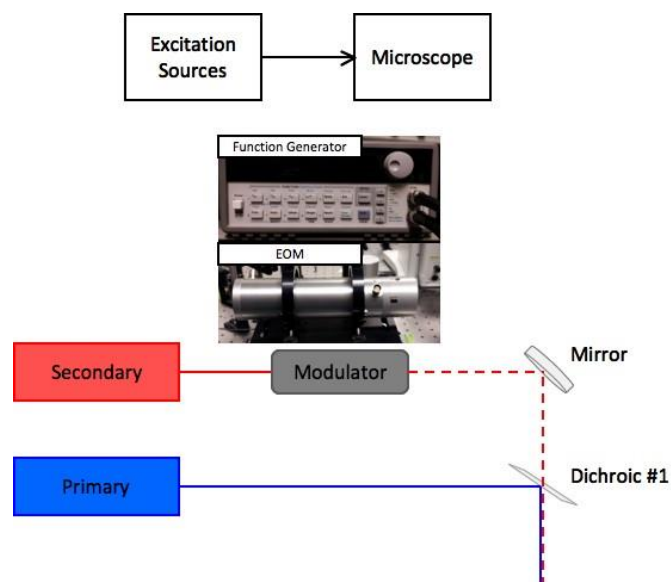 Excitation
Sources
Microscope
Function Generator
EOM
Secondary
Modulator
Mirror
Primary
Dichroic #1